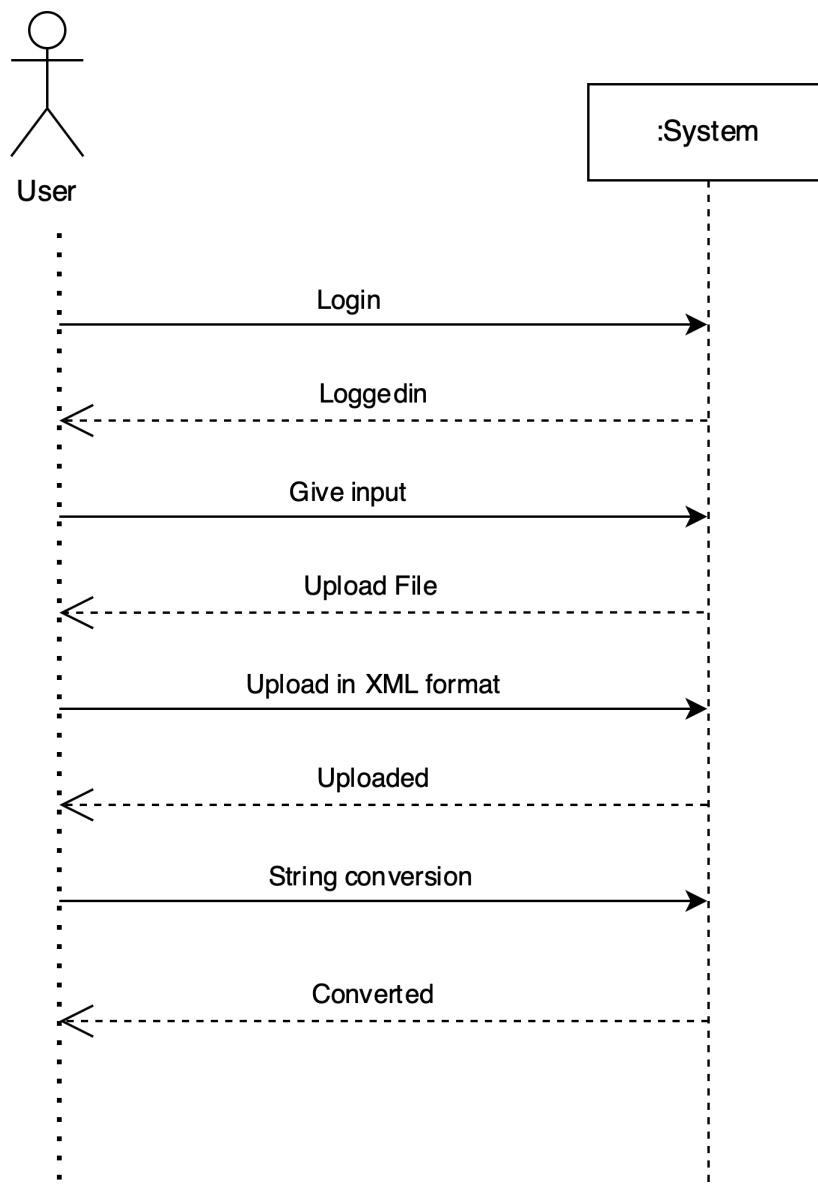 :System
User
Login
Loggedin
Give input
Upload File
Upload in XML format
Uploaded
String conversion
Converted